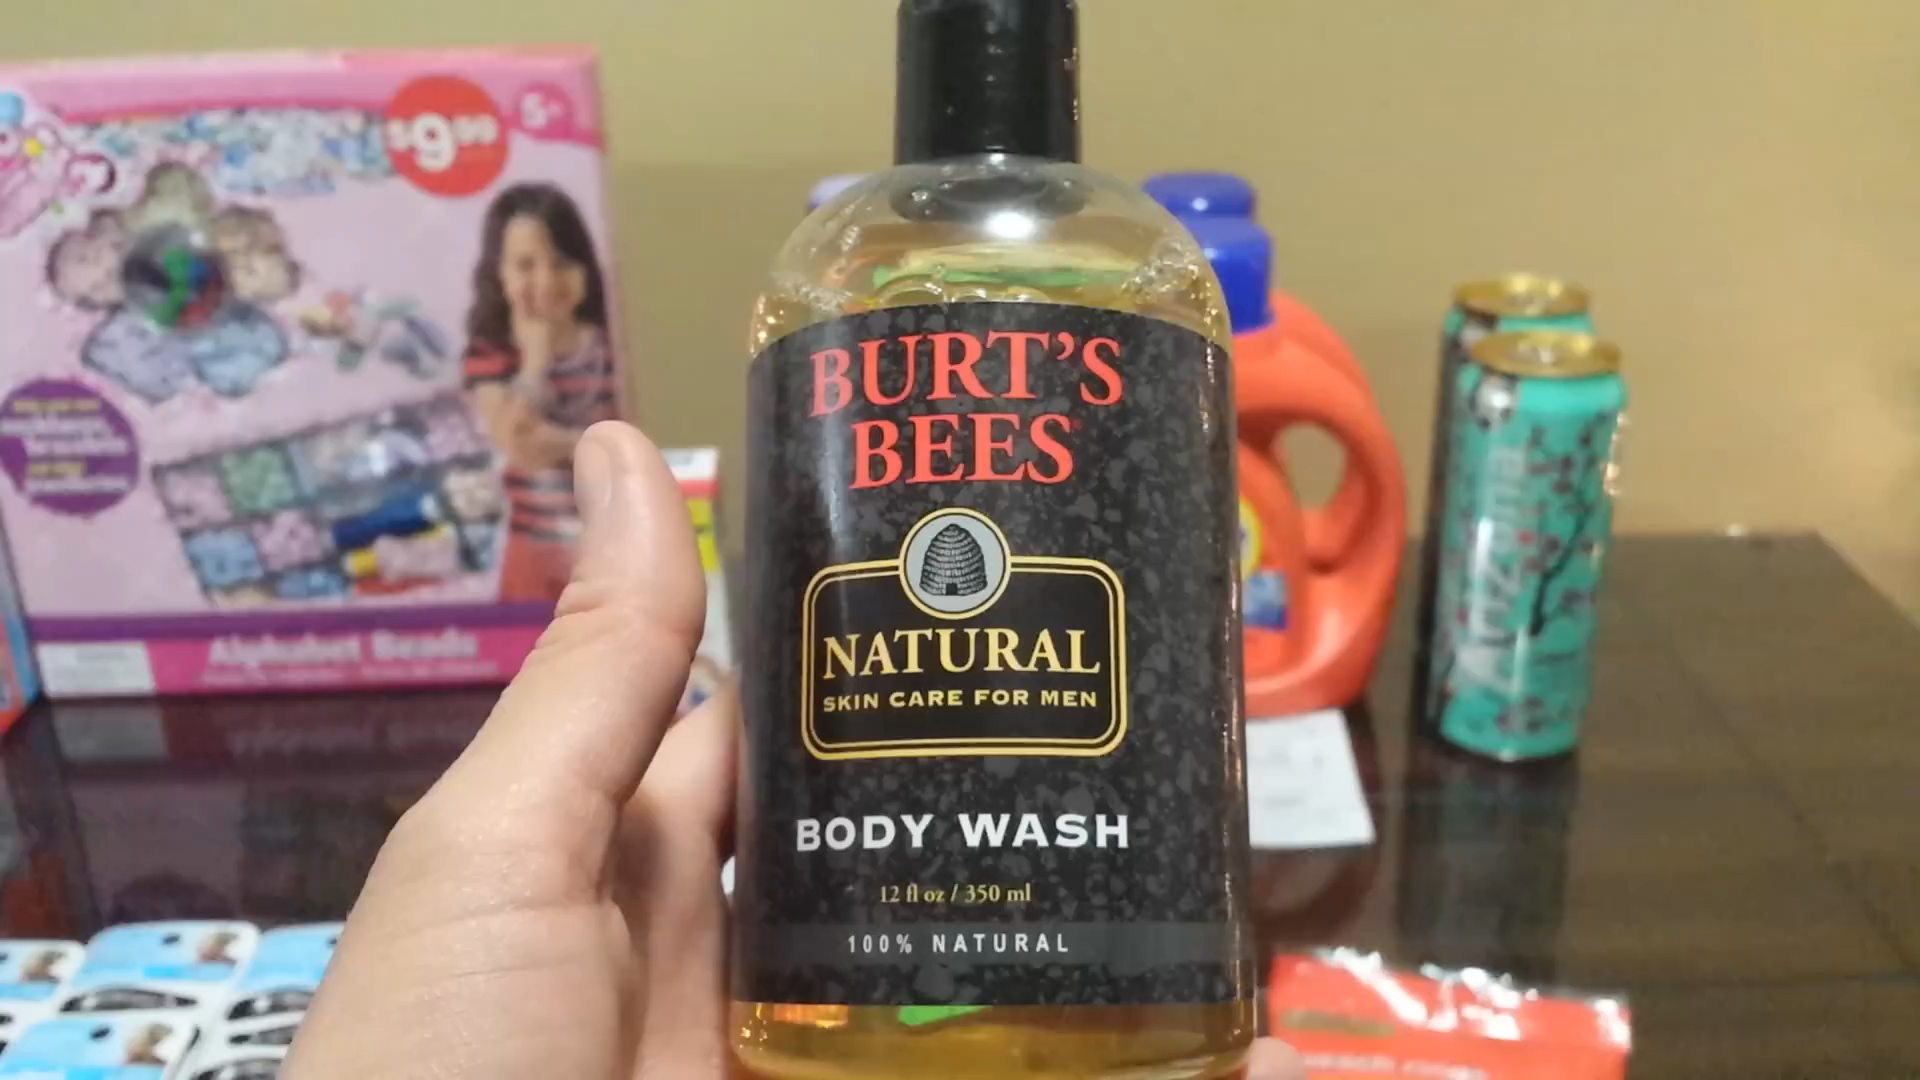 $9.99
5+
Alphabet Beads
BURT'S
BEES
NATURAL
SKIN CARE FOR MEN
BODY WASH
12 fl oz / 350 ml
100% NATURAL
AriZona